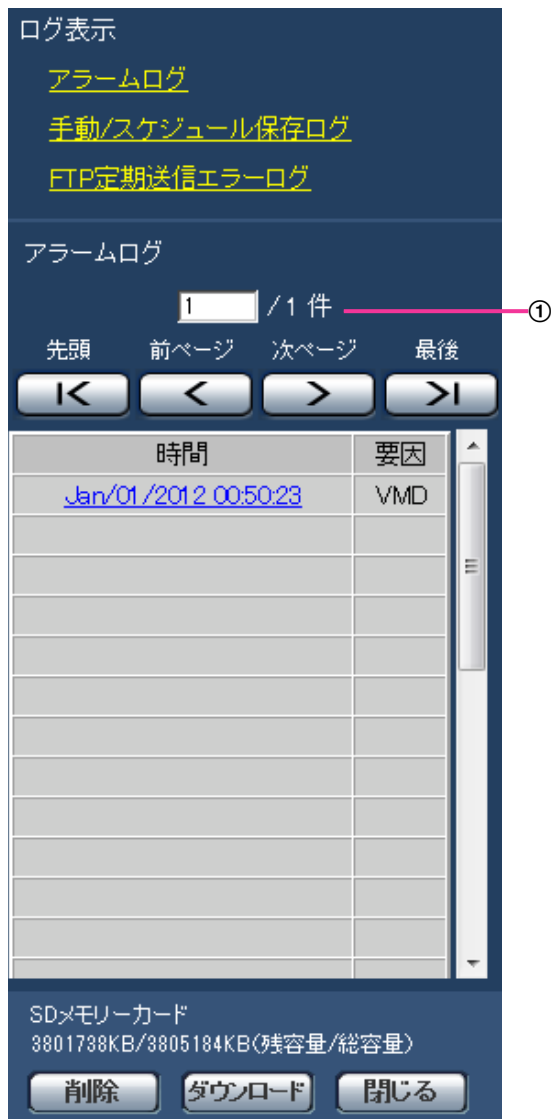 ログ表示
アラームログ
手動/スケジュール保存ログ
FTP定期送信エラーログ
アラームログ
1 /1 件 ①
先頭 前ページ 次ページ 最後
時間 要因
Jan/01/2012 00:50:23 VMD
SDメモリーカード
3801738KB/3805184KB(残容量/総容量)
削除 ダウンロード 閉じる